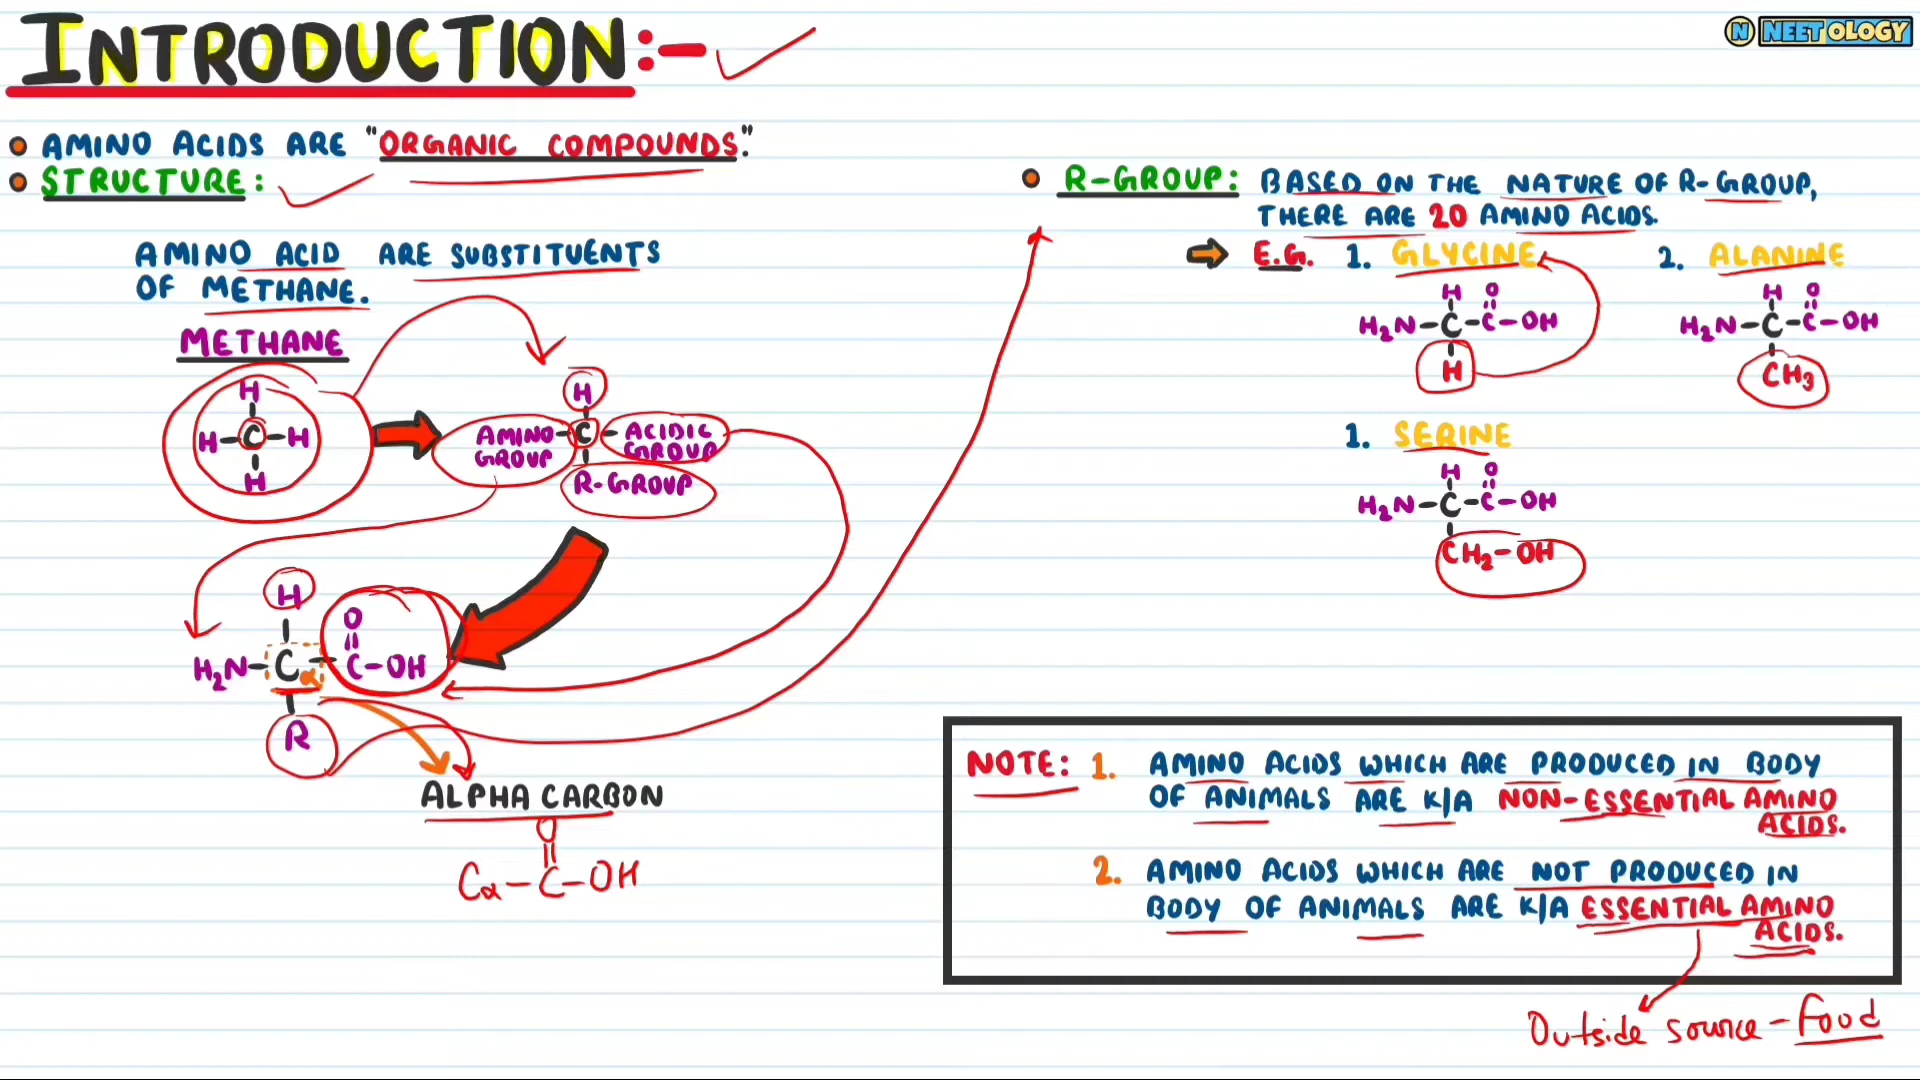 INTRODUCTION:-
N NEETOLOGY
• AMINO ACIDS ARE "ORGANIC COMPOUNDS."
• STRUCTURE:
AMINO ACID ARE SUBSTITUENTS
OF METHANE.
METHANE
H
H-C-H
H
H
AMINO GROUP-C-ACIDIC GROUP
R-GROUP
H
O
H₂N-C-C-OH
α
R
ALPHA CARBON
O
Cα-C-OH
• R-GROUP: BASED ON THE NATURE OF R-GROUP,
THERE ARE 20 AMINO ACIDS.
E.G. 1. GLYCINE
H O
H₂N-C-C-OH
H
2. ALANINE
H O
H₂N-C-C-OH
CH₃
1. SERINE
H O
H₂N-C-C-OH
CH₂-OH
NOTE: 1. AMINO ACIDS WHICH ARE PRODUCED IN BODY
OF ANIMALS ARE K/A NON-ESSENTIAL AMINO
ACIDS.
2. AMINO ACIDS WHICH ARE NOT PRODUCED IN
BODY OF ANIMALS ARE K/A ESSENTIAL AMINO
ACIDS.
Outside source - Food